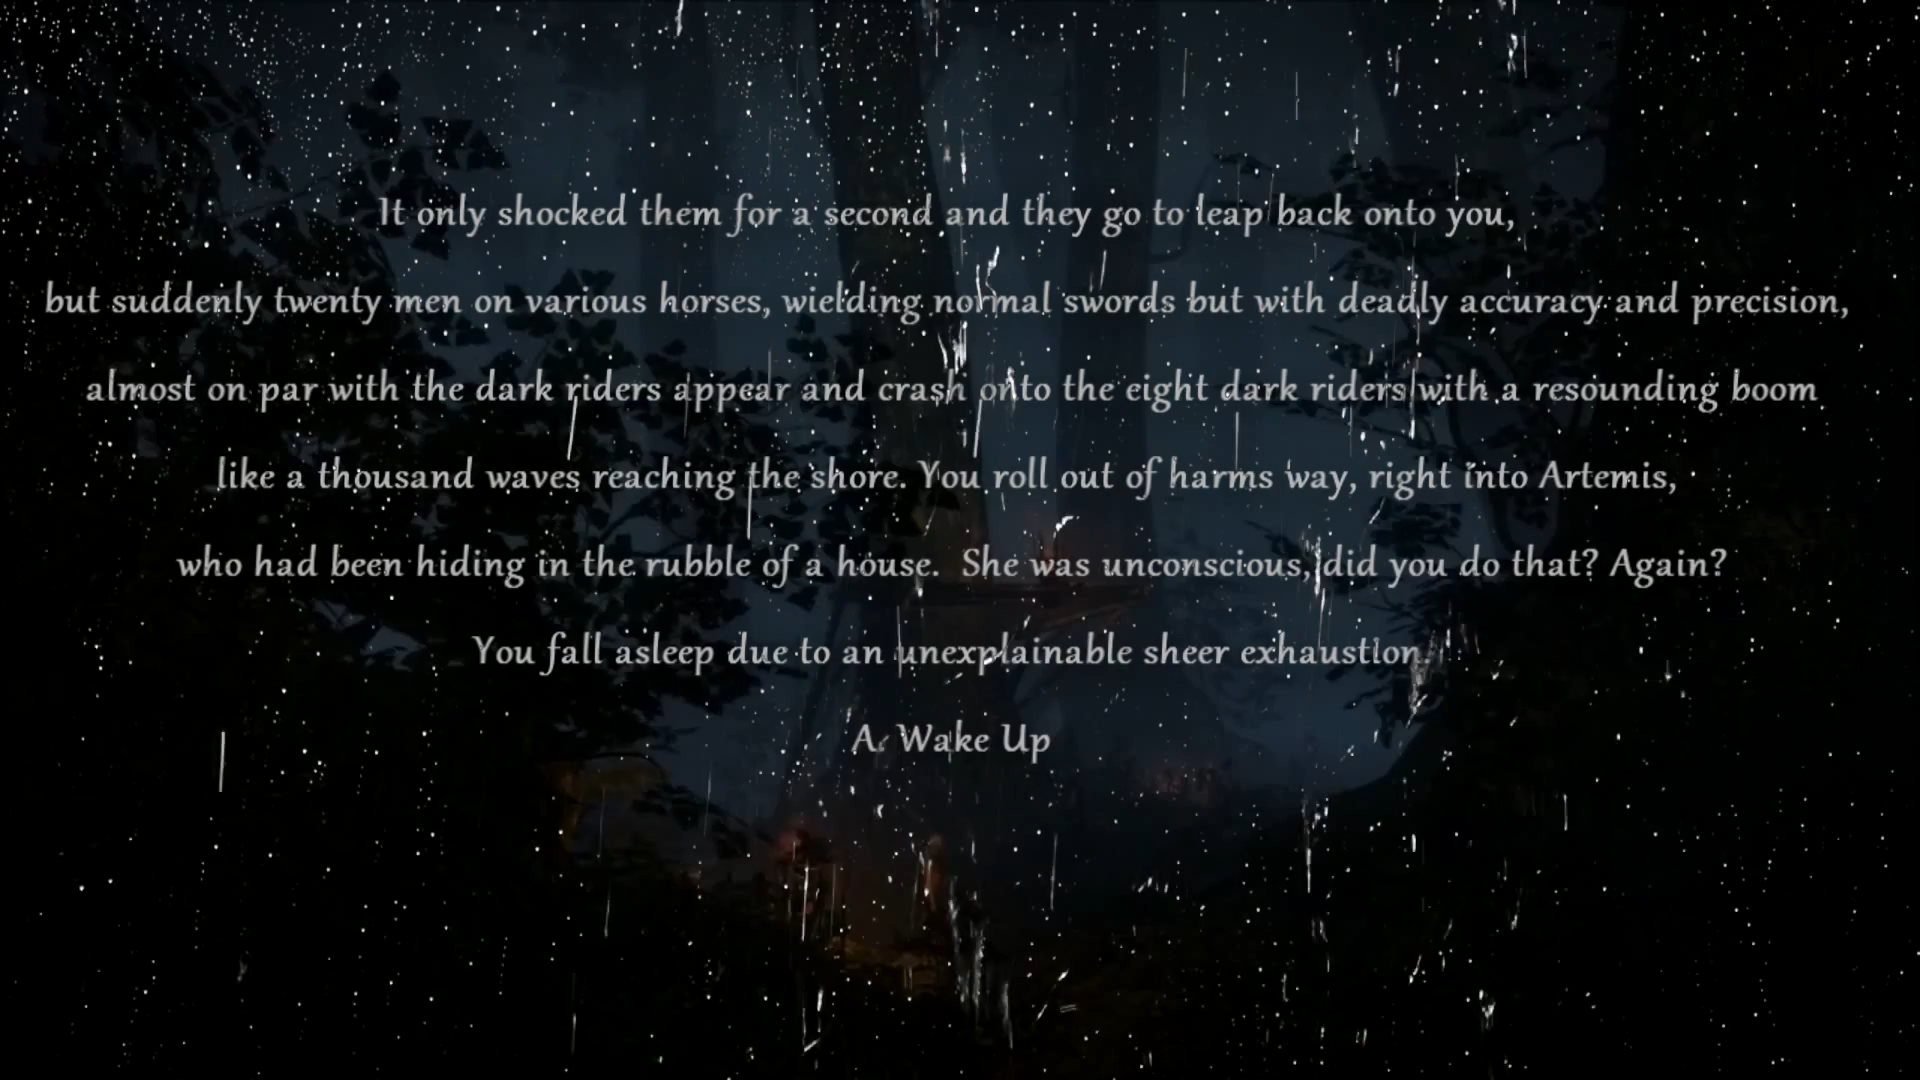 It only shocked them for a second and they go to leap back onto you,
but suddenly twenty men on various horses, wielding normal swords but with deadly accuracy and precision,
almost on par with the dark riders appear and crash onto the eight dark riders with a resounding boom
like a thousand waves reaching the shore. You roll out of harms way, right into Artemis,
who had been hiding in the rubble of a house.  She was unconscious, did you do that? Again?
You fall asleep due to an unexplainable sheer exhaustion.
A. Wake Up